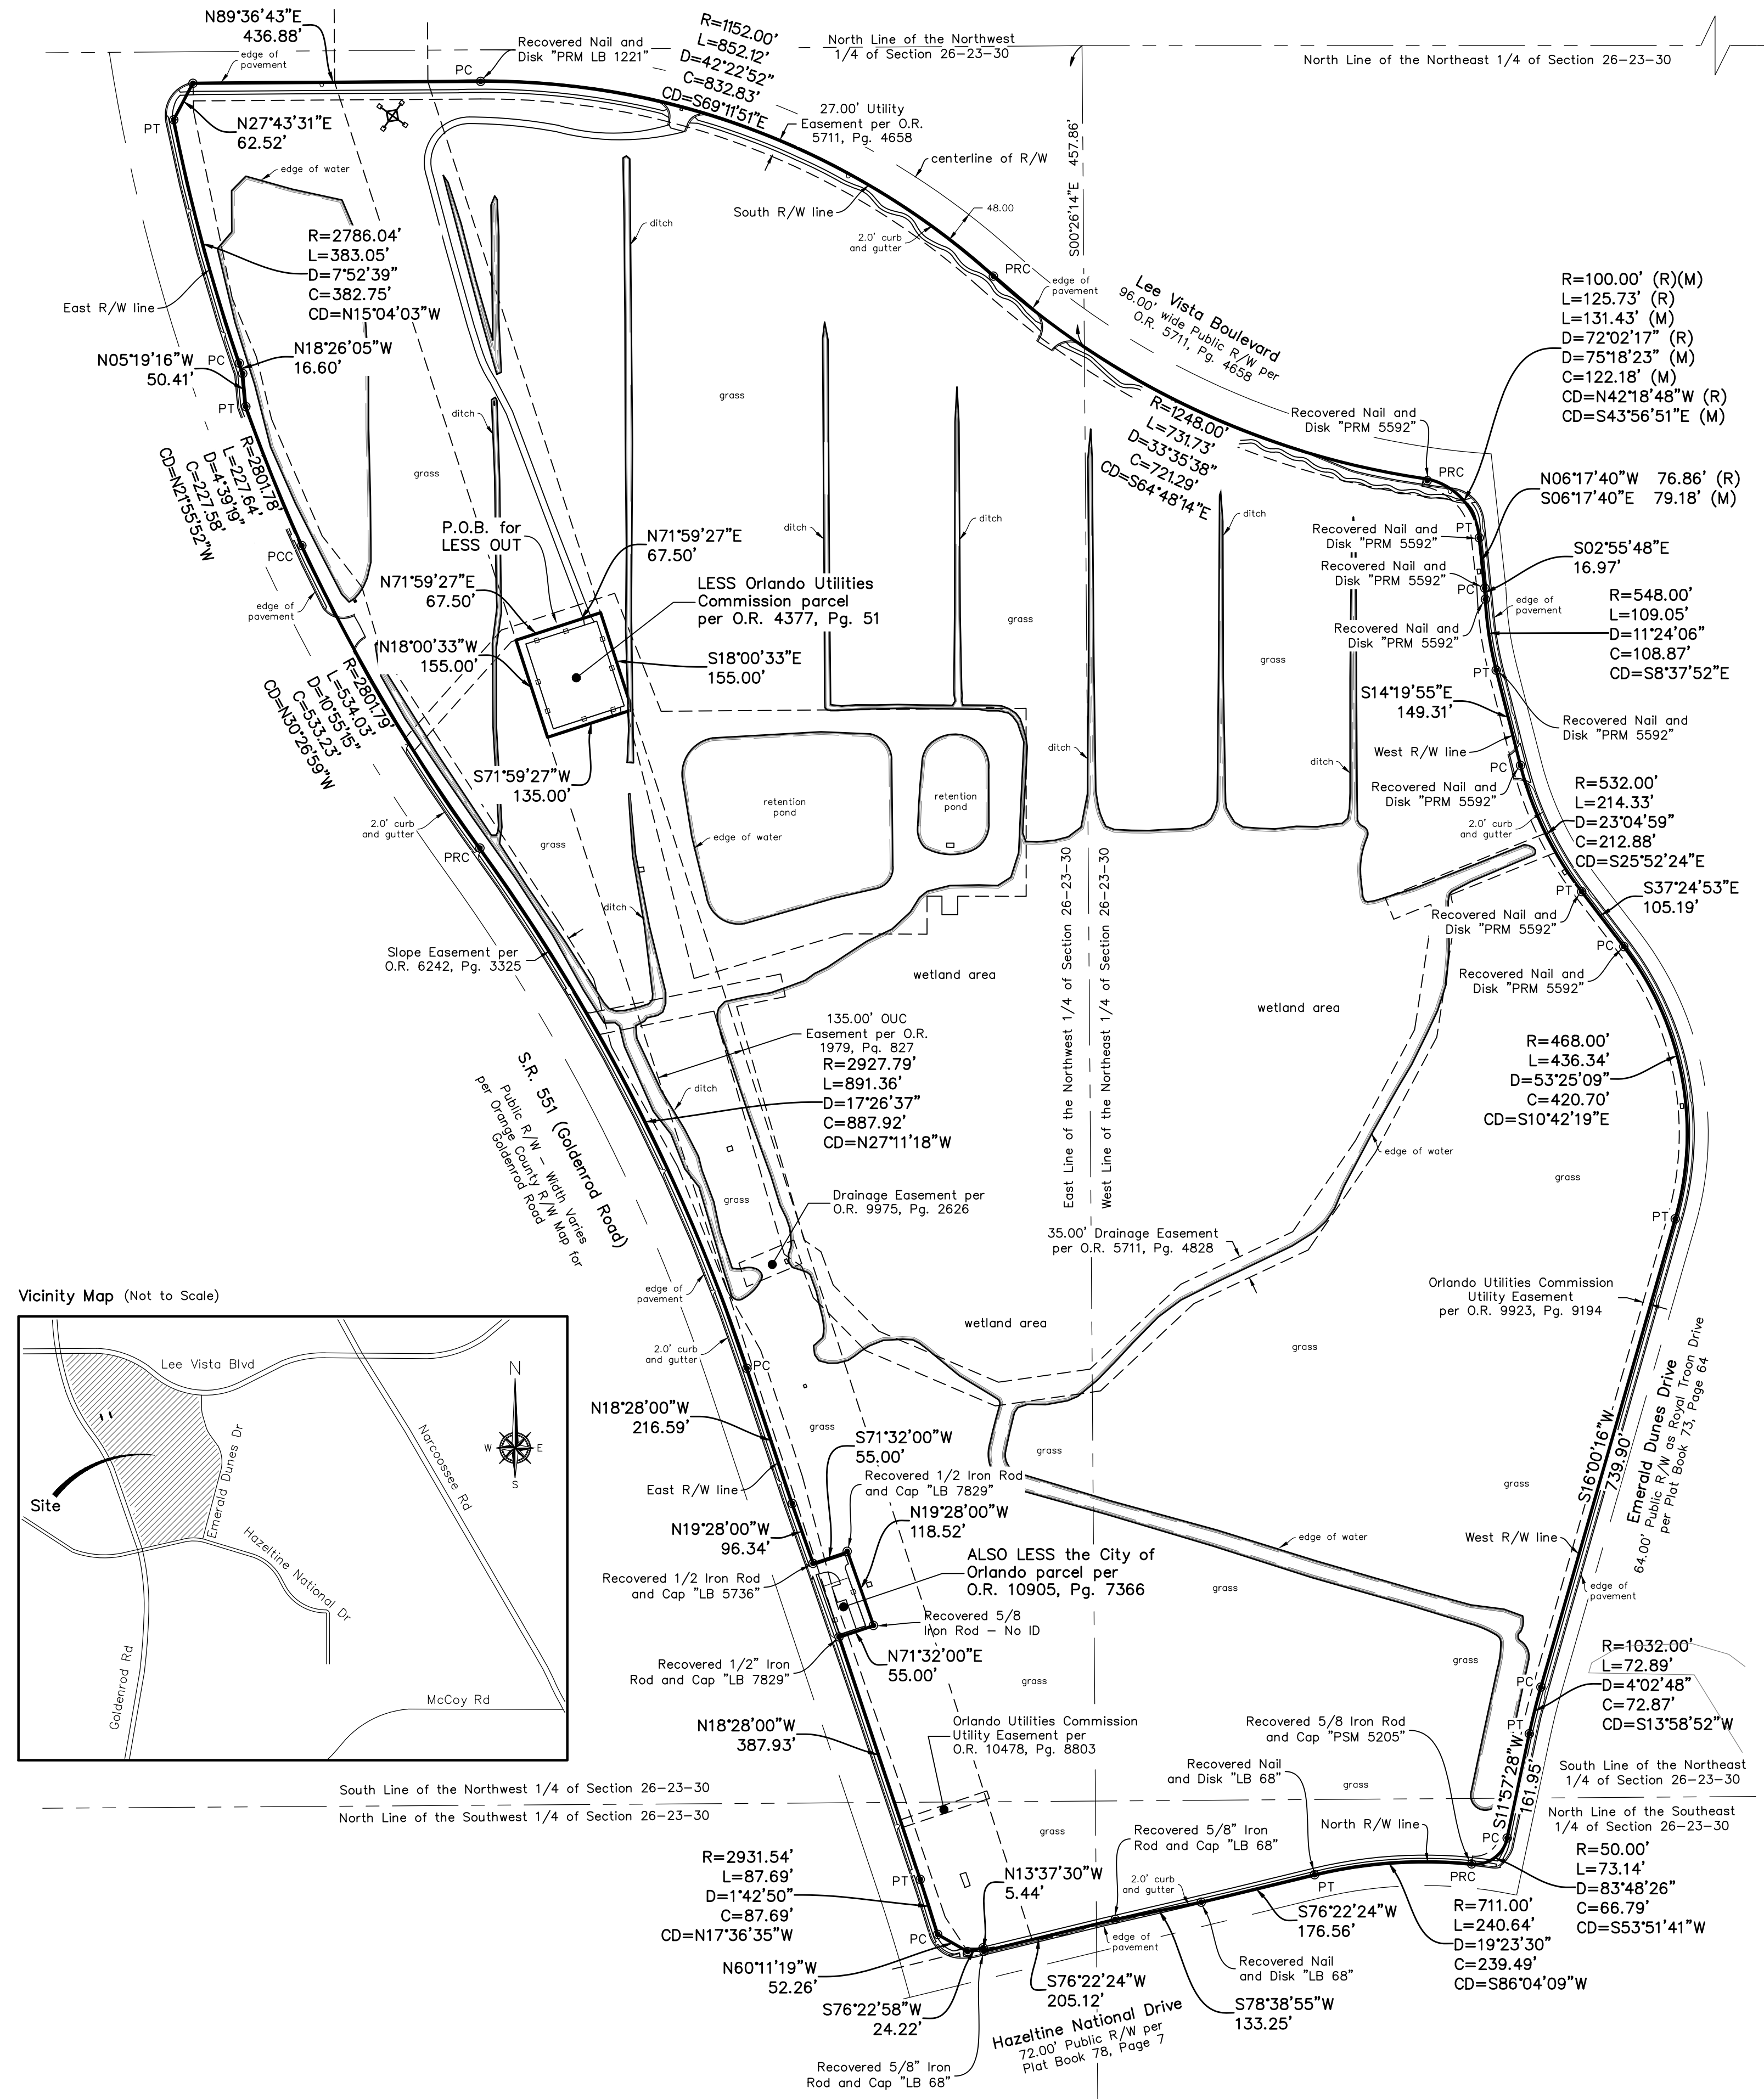 N89°36'43"E
436.88'
edge of
pavement
PC
Recovered Nail and
Disk "PRM LB 1221"
R=1152.00'
L=852.12'
D=42°22'52"
C=832.83'
CD=S69°11'51"E
North Line of the Northwest
1/4 of Section 26-23-30
North Line of the Northeast 1/4 of Section 26-23-30
PT
N27°43'31"E
62.52'
27.00' Utility
Easement per O.R.
5711, Pg. 4658
centerline of R/W
S00°26'14"E 457.86'
edge of water
South R/W line
48.00
2.0' curb
and gutter
ditch
PRC
edge of
pavement
Lee Vista Boulevard
96.00' wide Public R/W per
O.R. 5711, Pg. 4658
R=2786.04'
L=383.05'
D=7°52'39"
C=382.75'
CD=N15°04'03"W
East R/W line
R=100.00' (R)(M)
L=125.73' (R)
L=131.43' (M)
D=72°02'17" (R)
D=75°18'23" (M)
C=122.18' (M)
CD=N42°18'48"W (R)
CD=S43°56'51"E (M)
N05°19'16"W
50.41'
PC
N18°26'05"W
16.60'
PT
grass
ditch
R=1248.00'
L=731.73'
D=33°35'38"
C=721.29'
CD=S64°48'14"E
Recovered Nail and
Disk "PRM 5592"
PRC
N06°17'40"W 76.86' (R)
S06°17'40"E 79.18' (M)
R=2801.78'
L=227.64'
D=4°39'19"
C=227.58'
CD=N21°55'52"W
grass
PCC
P.O.B. for
LESS OUT
N71°59'27"E
67.50'
ditch
ditch
ditch
Recovered Nail and
Disk "PRM 5592"
PT
S02°55'48"E
16.97'
Recovered Nail and
Disk "PRM 5592"
PC
N71°59'27"E
67.50'
LESS Orlando Utilities
Commission parcel
per O.R. 4377, Pg. 51
edge of
pavement
grass
grass
edge of
pavement
R=548.00'
L=109.05'
D=11°24'06"
C=108.87'
CD=S8°37'52"E
Recovered Nail and
Disk "PRM 5592"
PT
N18°00'33"W
155.00'
S18°00'33"E
155.00'
R=2801.79'
L=534.03'
D=10°55'15"
C=533.23'
CD=N30°26'59"W
S14°19'55"E
149.31'
Recovered Nail and
Disk "PRM 5592"
West R/W line
PC
S71°59'27"W
135.00'
ditch
ditch
Recovered Nail and
Disk "PRM 5592"
R=532.00'
L=214.33'
D=23°04'59"
C=212.88'
CD=S25°52'24"E
2.0' curb
and gutter
retention
pond
retention
pond
2.0' curb
and gutter
edge of water
grass
PRC
PT
S37°24'53"E
105.19'
Recovered Nail and
Disk "PRM 5592"
PC
ditch
East Line of the Northwest 1/4 of Section 26-23-30
West Line of the Northeast 1/4 of Section 26-23-30
Slope Easement per
O.R. 6242, Pg. 3325
wetland area
Recovered Nail and
Disk "PRM 5592"
wetland area
135.00' OUC
Easement per O.R.
1979, Pg. 827
R=2927.79'
L=891.36'
D=17°26'37"
C=887.92'
CD=N27°11'18"W
ditch
R=468.00'
L=436.34'
D=53°25'09"
C=420.70'
CD=S10°42'19"E
S.R. 551 (Goldenrod Road)
Public R/W - Width Varies
per Orange County R/W Map for
Goldenrod Road
edge of water
grass
grass
Drainage Easement per
O.R. 9975, Pg. 2626
PT
35.00' Drainage Easement
per O.R. 5711, Pg. 4828
edge of
pavement
Orlando Utilities Commission
Utility Easement
per O.R. 9923, Pg. 9194
Vicinity Map (Not to Scale)
Lee Vista Blvd
N
W
E
S
Narcoossee Rd
Emerald Dunes Dr
Site
Hazeltine National Dr
Goldenrod Rd
McCoy Rd
2.0' curb
and gutter
wetland area
grass
PC
Emerald Dunes Drive
64.00' Public R/W as Royal Troon Drive
per Plat Book 73, Page 64
S16°00'16"W
739.90'
N18°28'00"W
216.59'
grass
S71°32'00"W
55.00'
grass
East R/W line
Recovered 1/2 Iron Rod
and Cap "LB 7829"
grass
N19°28'00"W
96.34'
N19°28'00"W
118.52'
edge of water
West R/W line
Recovered 1/2 Iron Rod
and Cap "LB 5736"
ALSO LESS the City of
Orlando parcel per
O.R. 10905, Pg. 7366
grass
edge of
pavement
Recovered 5/8
Iron Rod - No ID
Recovered 1/2" Iron
Rod and Cap "LB 7829"
N71°32'00"E
55.00'
grass
grass
R=1032.00'
L=72.89'
D=4°02'48"
C=72.87'
CD=S13°58'52"W
PC
N18°28'00"W
387.93'
Orlando Utilities Commission
Utility Easement per
O.R. 10478, Pg. 8803
Recovered 5/8 Iron Rod
and Cap "PSM 5205"
PT
Recovered Nail
and Disk "LB 68"
S11°57'28"W
161.95'
South Line of the Northwest 1/4 of Section 26-23-30
North Line of the Southwest 1/4 of Section 26-23-30
grass
South Line of the Northeast
1/4 of Section 26-23-30
North Line of the Southeast
1/4 of Section 26-23-30
grass
Recovered 5/8" Iron
Rod and Cap "LB 68"
North R/W line
PC
R=2931.54'
L=87.69'
D=1°42'50"
C=87.69'
CD=N17°36'35"W
PT
N13°37'30"W
5.44'
2.0' curb
and gutter
PT
PRC
R=50.00'
L=73.14'
D=83°48'26"
C=66.79'
CD=S53°51'41"W
PC
edge of
pavement
S76°22'24"W
176.56'
R=711.00'
L=240.64'
D=19°23'30"
C=239.49'
CD=S86°04'09"W
N60°11'19"W
52.26'
S76°22'24"W
205.12'
Recovered Nail
and Disk "LB 68"
S76°22'58"W
24.22'
S78°38'55"W
133.25'
Hazeltine National Drive
72.00' Public R/W per
Plat Book 78, Page 7
Recovered 5/8" Iron
Rod and Cap "LB 68"